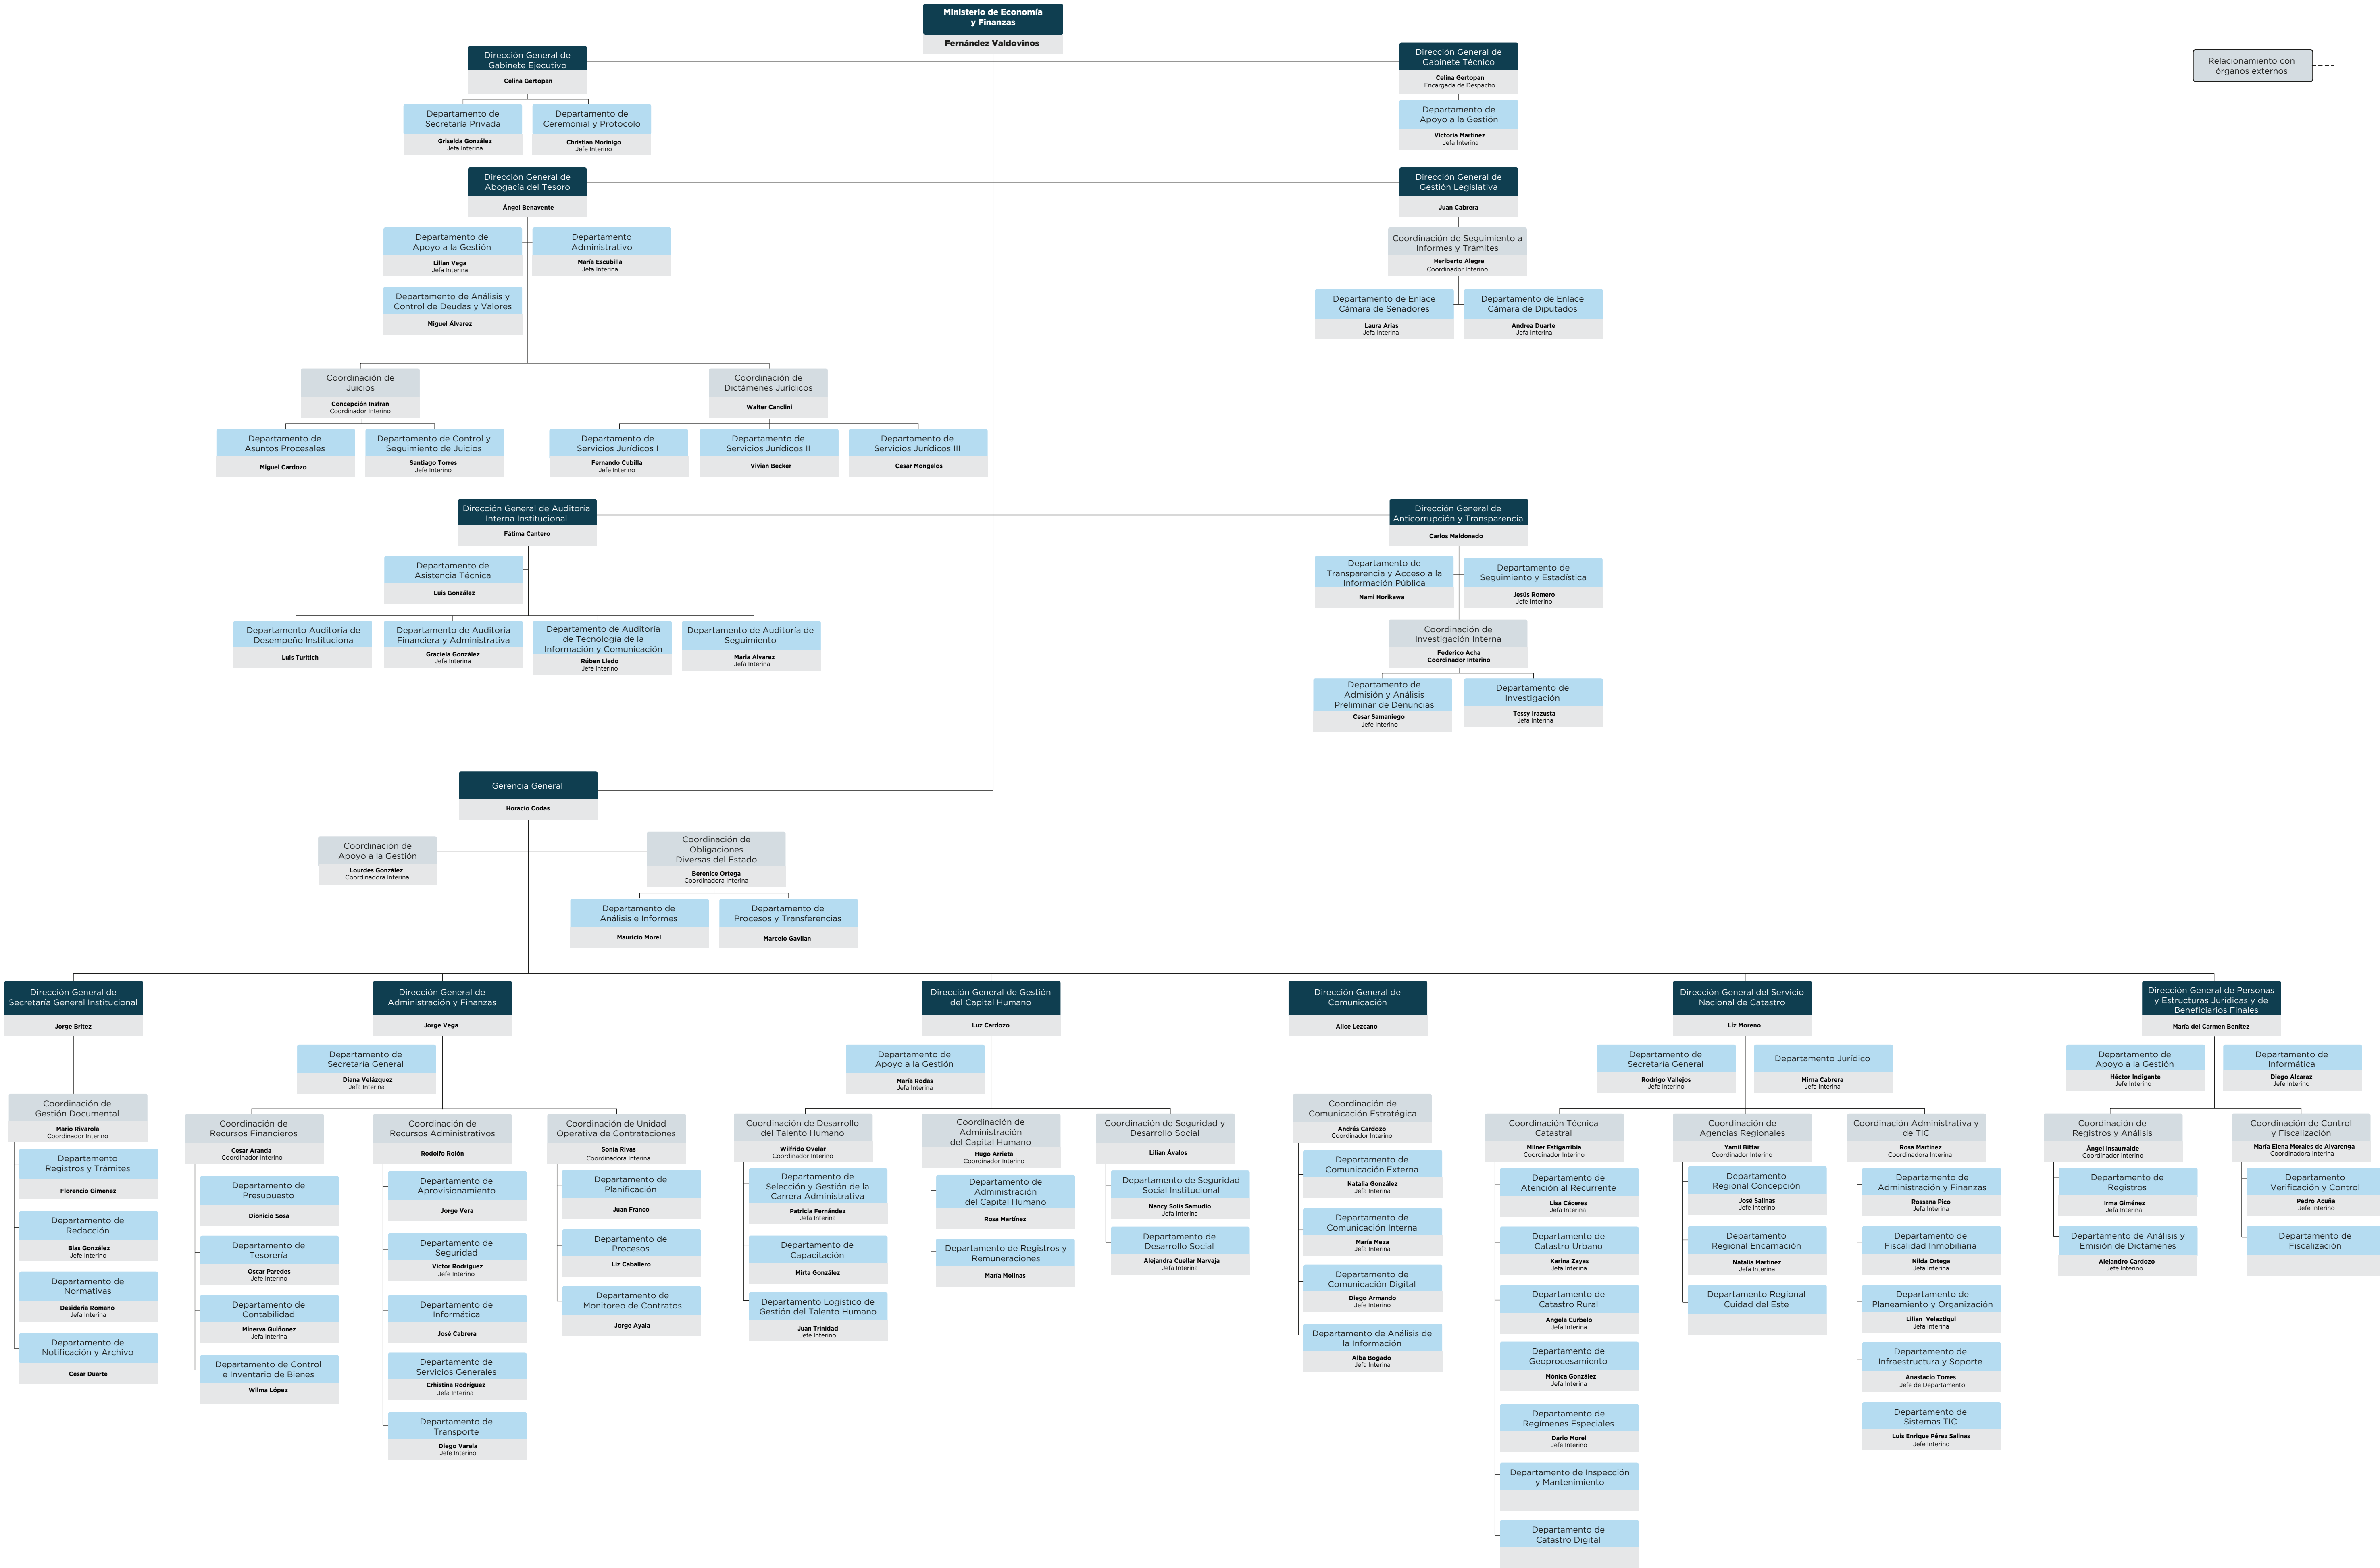 Ministerio de Economía
y Finanzas
Fernández Valdovinos
Relacionamiento con
órganos externos
Dirección General de
Gabinete Ejecutivo
Celina Gertopan
Departamento de
Secretaría Privada
Griselda González
Jefa Interina
Departamento de
Ceremonial y Protocolo
Christian Morinigo
Jefe Interino
Dirección General de
Gabinete Técnico
Celina Gertopan
Encargada de Despacho
Departamento de
Apoyo a la Gestión
Victoria Martínez
Jefa Interina
Dirección General de
Abogacía del Tesoro
Ángel Benavente
Departamento de
Apoyo a la Gestión
Lilian Vega
Jefa Interina
Departamento
Administrativo
María Escubilla
Jefa Interina
Departamento de Análisis y
Control de Deudas y Valores
Miguel Álvarez
Coordinación de
Juicios
Concepción Insfran
Coordinador Interino
Departamento de
Asuntos Procesales
Miguel Cardozo
Departamento de Control y
Seguimiento de Juicios
Santiago Torres
Jefe Interino
Coordinación de
Dictámenes Jurídicos
Walter Canclini
Departamento de
Servicios Jurídicos I
Fernando Cubilla
Jefe Interino
Departamento de
Servicios Jurídicos II
Vivian Becker
Departamento de
Servicios Jurídicos III
Cesar Mongelos
Dirección General de
Gestión Legislativa
Juan Cabrera
Coordinación de Seguimiento a
Informes y Trámites
Heriberto Alegre
Coordinador Interino
Departamento de Enlace
Cámara de Senadores
Laura Arias
Jefa Interina
Departamento de Enlace
Cámara de Diputados
Andrea Duarte
Jefa Interina
Dirección General de Auditoría
Interna Institucional
Fátima Cantero
Departamento de
Asistencia Técnica
Luis González
Departamento Auditoría de
Desempeño Instituciona
Luis Turitich
Departamento de Auditoría
Financiera y Administrativa
Graciela González
Jefa Interina
Departamento de Auditoría
de Tecnología de la
Información y Comunicación
Rúben Lledo
Jefe Interino
Departamento de Auditoría de
Seguimiento
Maria Alvarez
Jefa Interina
Dirección General de
Anticorrupción y Transparencia
Carlos Maldonado
Departamento de
Transparencia y Acceso a la
Información Pública
Nami Horikawa
Departamento de
Seguimiento y Estadística
Jesús Romero
Jefe Interino
Coordinación de
Investigación Interna
Federico Acha
Coordinador Interino
Departamento de
Admisión y Análisis
Preliminar de Denuncias
Cesar Samaniego
Jefe Interino
Departamento de
Investigación
Tessy Irazusta
Jefa Interina
Gerencia General
Horacio Codas
Coordinación de
Apoyo a la Gestión
Lourdes González
Coordinadora Interina
Coordinación de
Obligaciones
Diversas del Estado
Berenice Ortega
Coordinadora Interina
Departamento de
Análisis e Informes
Mauricio Morel
Departamento de
Procesos y Transferencias
Marcelo Gavilan
Dirección General de
Secretaría General Institucional
Jorge Britez
Coordinación de
Gestión Documental
Mario Rivarola
Coordinador Interino
Departamento
Registros y Trámites
Florencio Gimenez
Departamento de
Redacción
Blas González
Jefe Interino
Departamento de
Normativas
Desideria Romano
Jefa Interina
Departamento de
Notificación y Archivo
Cesar Duarte
Dirección General de
Administración y Finanzas
Jorge Vega
Departamento de
Secretaría General
Diana Velázquez
Jefa Interina
Coordinación de
Recursos Financieros
Cesar Aranda
Coordinador Interino
Departamento de
Presupuesto
Dionicio Sosa
Departamento de
Tesorería
Oscar Paredes
Jefe Interino
Departamento de
Contabilidad
Minerva Quiñonez
Jefa Interina
Departamento de Control
e Inventario de Bienes
Wilma López
Coordinación de
Recursos Administrativos
Rodolfo Rolón
Departamento de
Aprovisionamiento
Jorge Vera
Departamento de
Seguridad
Víctor Rodríguez
Jefe Interino
Departamento de
Informática
José Cabrera
Departamento de
Servicios Generales
Crhistina Rodríguez
Jefa Interina
Departamento de
Transporte
Diego Varela
Jefe Interino
Coordinación de Unidad
Operativa de Contrataciones
Sonia Rivas
Coordinadora Interina
Departamento de
Planificación
Juan Franco
Departamento de
Procesos
Liz Caballero
Departamento de
Monitoreo de Contratos
Jorge Ayala
Dirección General de Gestión
del Capital Humano
Luz Cardozo
Departamento de
Apoyo a la Gestión
María Rodas
Jefa Interina
Coordinación de Desarrollo
del Talento Humano
Wilfrido Ovelar
Coordinador Interino
Departamento de
Selección y Gestión de la
Carrera Administrativa
Patricia Fernández
Jefa Interina
Departamento de
Capacitación
Mirta González
Departamento Logístico de
Gestión del Talento Humano
Juan Trinidad
Jefe Interino
Coordinación de
Administración
del Capital Humano
Hugo Arrieta
Coordinador Interino
Departamento de
Administración
del Capital Humano
Rosa Martínez
Departamento de Registros y
Remuneraciones
María Molinas
Coordinación de Seguridad y
Desarrollo Social
Lilian Ávalos
Departamento de Seguridad
Social Institucional
Nancy Solis Samudio
Jefa Interina
Departamento de
Desarrollo Social
Alejandra Cuellar Narvaja
Jefa Interina
Dirección General de
Comunicación
Alice Lezcano
Coordinación de
Comunicación Estratégica
Andrés Cardozo
Coordinador Interino
Departamento de
Comunicación Externa
Natalia González
Jefa Interina
Departamento de
Comunicación Interna
María Meza
Jefa Interina
Departamento de
Comunicación Digital
Diego Armando
Jefe Interino
Departamento de Análisis de
la Información
Alba Bogado
Jefa Interina
Dirección General del Servicio
Nacional de Catastro
Liz Moreno
Departamento de
Secretaría General
Rodrigo Vallejos
Jefe Interino
Departamento Jurídico
Mirna Cabrera
Jefa Interina
Coordinación Técnica
Catastral
Milner Estigarribia
Coordinador Interino
Departamento de
Atención al Recurrente
Lisa Cáceres
Jefa Interina
Departamento de
Catastro Urbano
Karina Zayas
Jefa Interina
Departamento de
Catastro Rural
Angela Curbelo
Jefa Interina
Departamento de
Geoprocesamiento
Mónica González
Jefa Interina
Departamento de
Regímenes Especiales
Dario Morel
Jefe Interino
Departamento de Inspección
y Mantenimiento
Departamento de
Catastro Digital
Coordinación de
Agencias Regionales
Yamil Bittar
Coordinador Interino
Departamento
Regional Concepción
José Salinas
Jefe Interino
Departamento
Regional Encarnación
Natalia Martínez
Jefa Interina
Departamento Regional
Cuidad del Este
Coordinación Administrativa y
de TIC
Rosa Martínez
Coordinadora Interina
Departamento de
Administración y Finanzas
Rossana Pico
Jefa Interina
Departamento de
Fiscalidad Inmobiliaria
Nilda Ortega
Jefa Interina
Departamento de
Planeamiento y Organización
Lilian Velaztiqui
Jefa Interina
Departamento de
Infraestructura y Soporte
Anastacio Torres
Jefe de Departamento
Departamento de
Sistemas TIC
Luis Enrique Pérez Salinas
Jefe Interino
Dirección General de Personas
y Estructuras Jurídicas y de
Beneficiarios Finales
María del Carmen Benítez
Departamento de
Apoyo a la Gestión
Héctor Indigante
Jefe Interino
Departamento de
Informática
Diego Alcaraz
Jefe Interino
Coordinación de
Registros y Análisis
Ángel Insaurralde
Coordinador Interino
Departamento de
Registros
Irma Giménez
Jefa Interina
Departamento de Análisis y
Emisión de Dictámenes
Alejandro Cardozo
Jefe Interino
Coordinación de Control
y Fiscalización
María Elena Morales de Alvarenga
Coordinadora Interina
Departamento
Verificación y Control
Pedro Acuña
Jefe Interino
Departamento de
Fiscalización